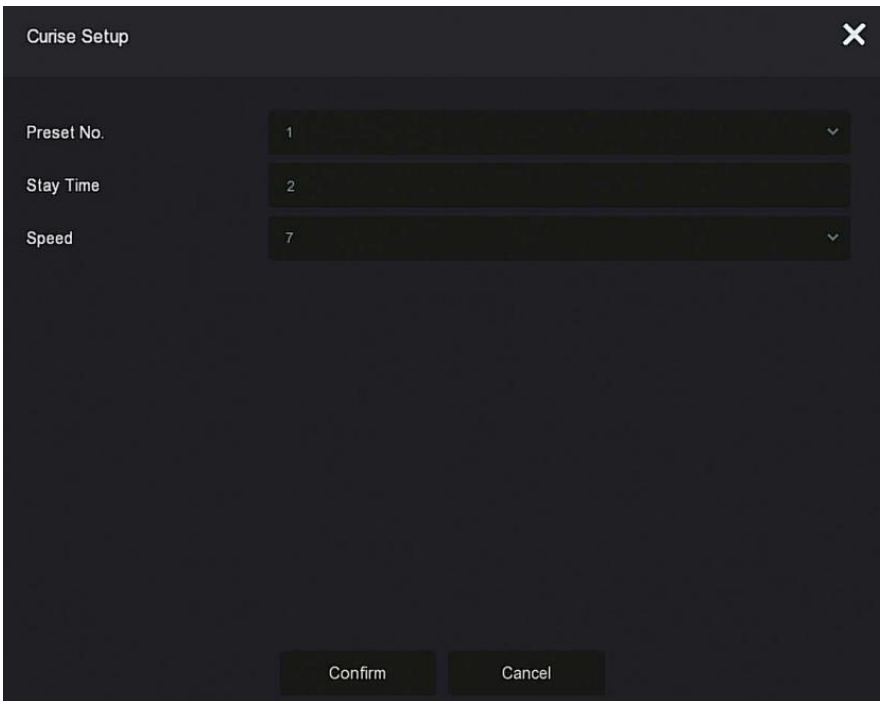 Curise Setup
Preset No. 1
Stay Time 2
Speed 7
Confirm Cancel